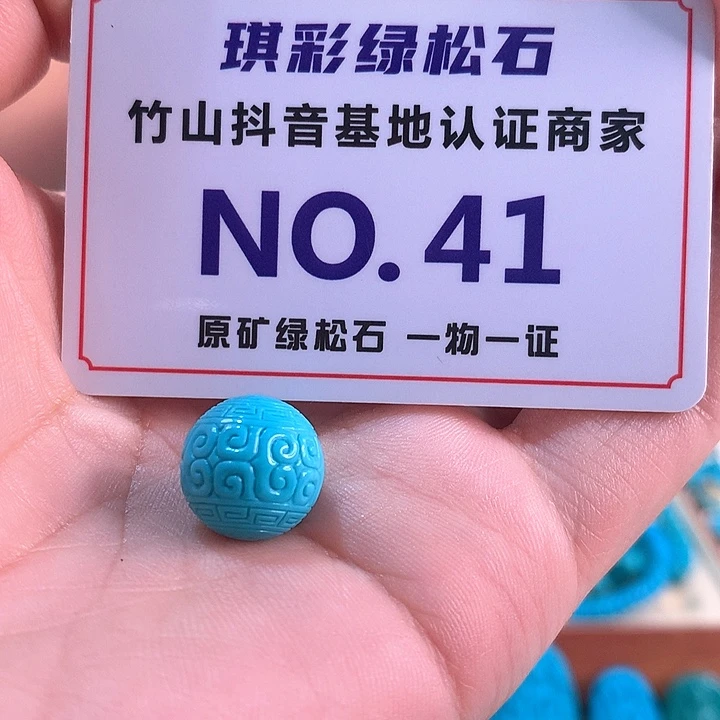 琪彩绿松石
竹山抖音基地认证商家
NO.41
原矿绿松石 一物一证